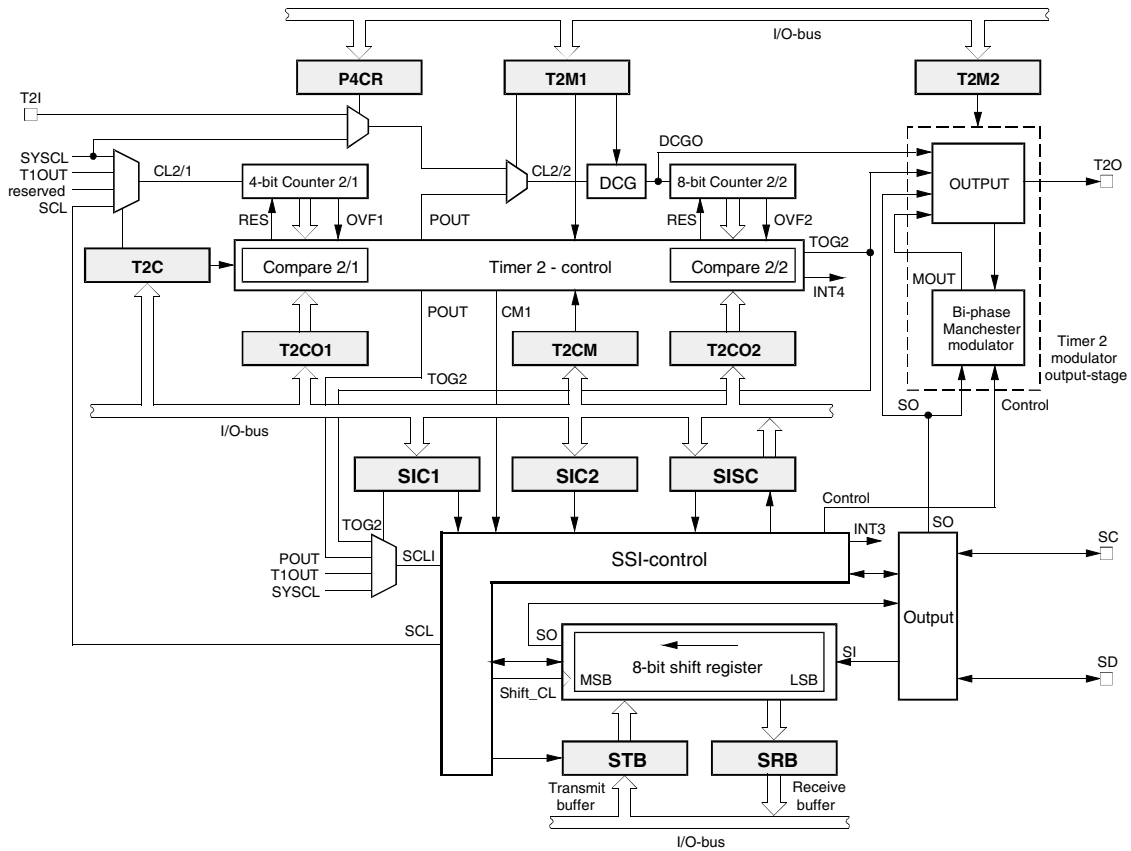 I/O-bus
P4CR
T2M1
T2M2
T2I
DCGO
SYSCL
T1OUT
reserved
SCL
CL2/1
4-bit Counter 2/1
CL2/2
DCG
8-bit Counter 2/2
OUTPUT
T2O
RES
OVF1
POUT
RES
OVF2
TOG2
T2C
Compare 2/1
Timer 2 - control
Compare 2/2
INT4
MOUT
POUT
CM1
Bi-phase
Manchester
modulator
T2CO1
T2CM
T2CO2
Timer 2
modulator
output-stage
TOG2
SO
Control
I/O-bus
SIC1
SIC2
SISC
Control
TOG2
INT3
SO
SC
POUT
T1OUT
SYSCL
SCLI
SSI-control
Output
SCL
SO
SI
8-bit shift register
MSB
LSB
SD
Shift_CL
STB
SRB
Transmit
buffer
Receive
buffer
I/O-bus